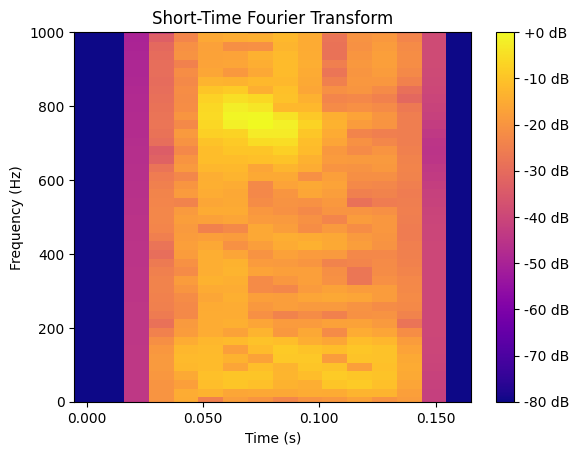 Short-Time Fourier Transform
Frequency (Hz)
1000
800
600
400
200
0
0.000 0.050 0.100 0.150
Time (s)
+0 dB
-10 dB
-20 dB
-30 dB
-40 dB
-50 dB
-60 dB
-70 dB
-80 dB